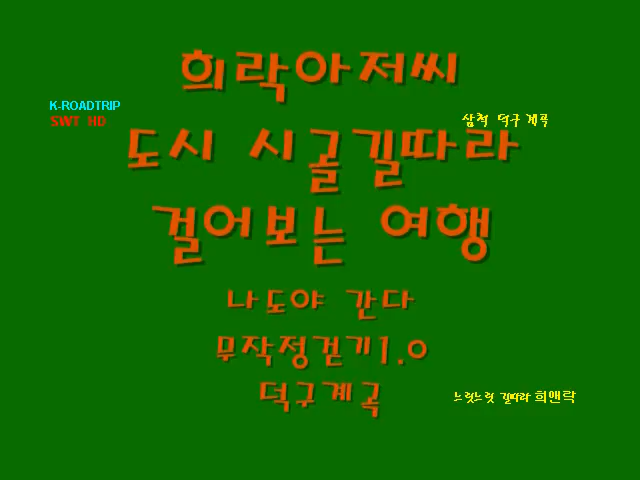 희락아저씨
K-ROADTRIP
SWT HD
삼척 덕구계곡
도시 시골길따라
걸어보는 여행
나도야 간다
무작정걷기1.0
덕구계곡
느릿느릿 길따라 희앤락